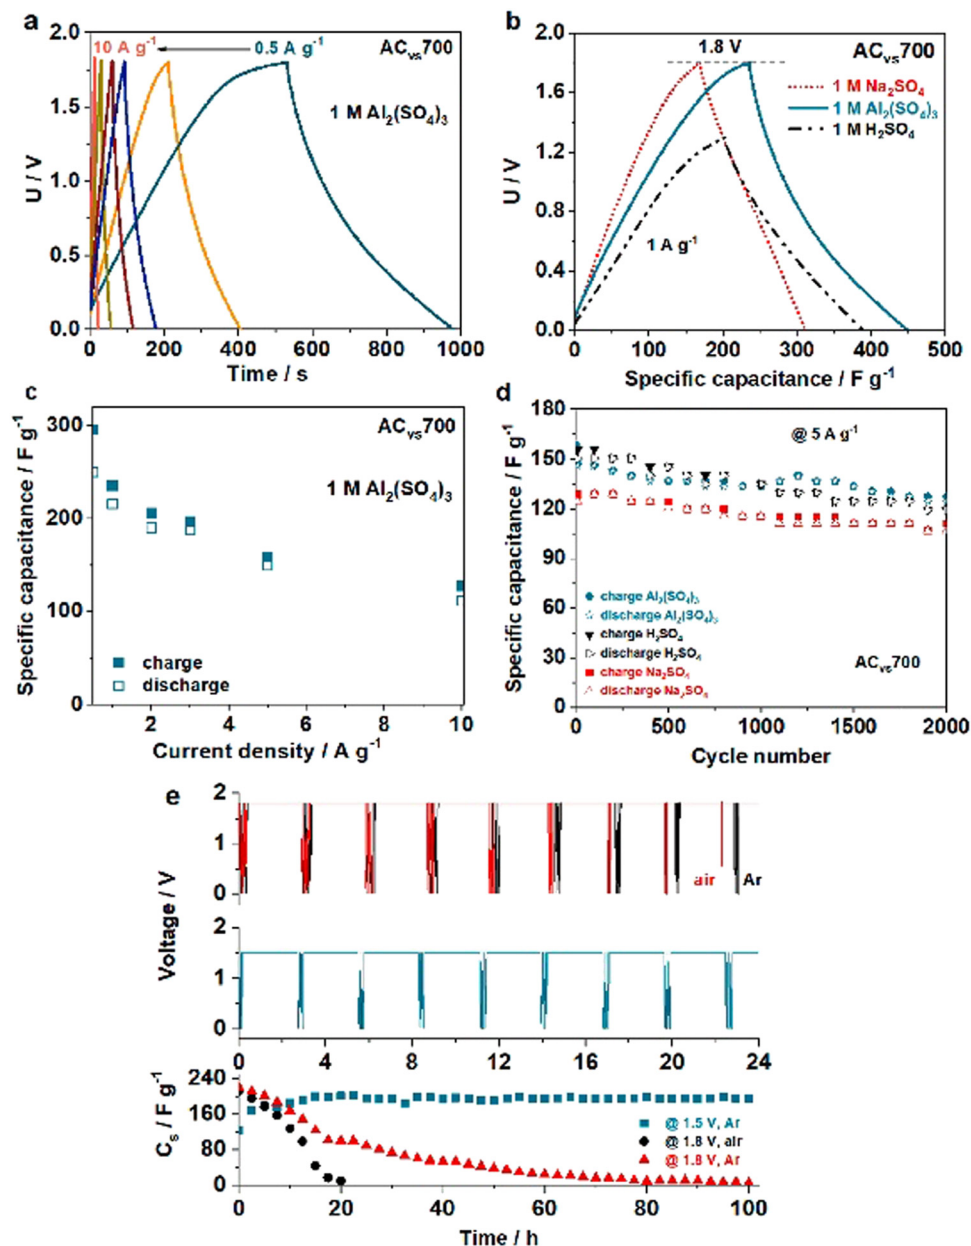 a
10 A g-1
0.5 A g-1
ACvs700
1 M Al2(SO4)3
U / V
2.0
1.5
1.0
0.5
0.0
0 200 400 600 800 1000
Time / s
b
1.8 V
ACvs700
1 M Na2SO4
1 M Al2(SO4)3
1 M H2SO4
1 A g-1
U / V
2.0
1.6
1.2
0.8
0.4
0.0
0 100 200 300 400 500
Specific capacitance / F g-1
c
ACvs700
1 M Al2(SO4)3
Specific capacitance / F g-1
300
200
100
0
charge
discharge
2 4 6 8 10
Current density / A g-1
d
@ 5 A g-1
Specific capacitance / F g-1
180
150
120
90
60
30
0
charge Al2(SO4)3
discharge Al2(SO4)3
charge H2SO4
discharge H2SO4
charge Na2SO4
discharge Na2SO4
ACvs700
0 500 1000 1500 2000
Cycle number
e
Voltage / V
2
1
0
air
Ar
2
1
0
0 4 8 12 16 20 24
Cs / F g-1
240
160
80
0
@ 1.5 V, Ar
@ 1.8 V, air
@ 1.8 V, Ar
0 20 40 60 80 100
Time / h